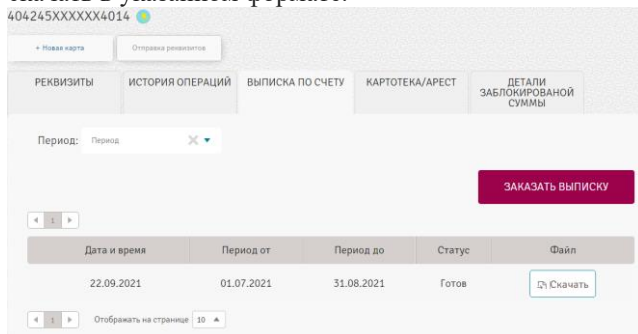 404245XXXXXX4014
+ Новая карта Отправка реквизитов
РЕКВИЗИТЫ ИСТОРИЯ ОПЕРАЦИЙ ВЫПИСКА ПО СЧЕТУ КАРТОТЕКА/АРЕСТ ДЕТАЛИ ЗАБЛОКИРОВАНОЙ СУММЫ
Период: Период
ЗАКАЗАТЬ ВЫПИСКУ
1
Дата и время Период от Период до Статус Файл
22.09.2021 01.07.2021 31.08.2021 Готов Скачать
1 Отображать на странице 10